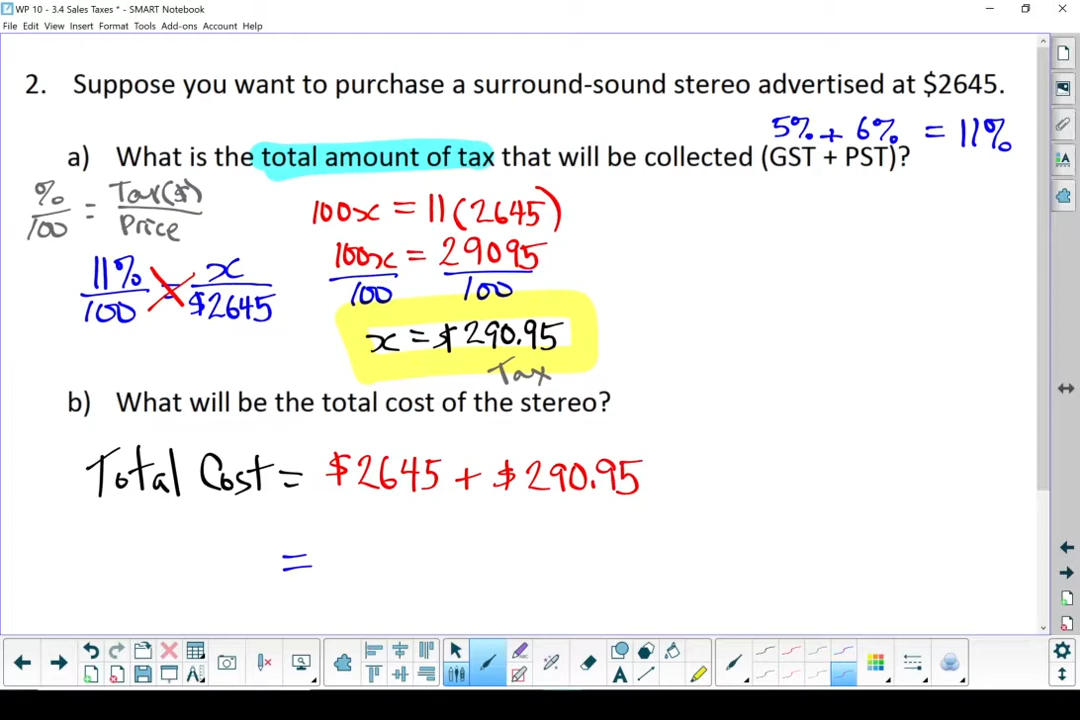 WP 10 - 3.4 Sales Taxes * - SMART Notebook
File Edit View Insert Format Tools Add-ons Account Help
2. Suppose you want to purchase a surround-sound stereo advertised at $2645.
5% + 6% = 11%
a) What is the total amount of tax that will be collected (GST + PST)?
%/100 = Tax($)/Price
100x = 11(2645)
100x = 29095
100 100
11%/100 = x/$2645
x = $290.95
Tax
b) What will be the total cost of the stereo?
Total Cost = $2645 + $290.95
=